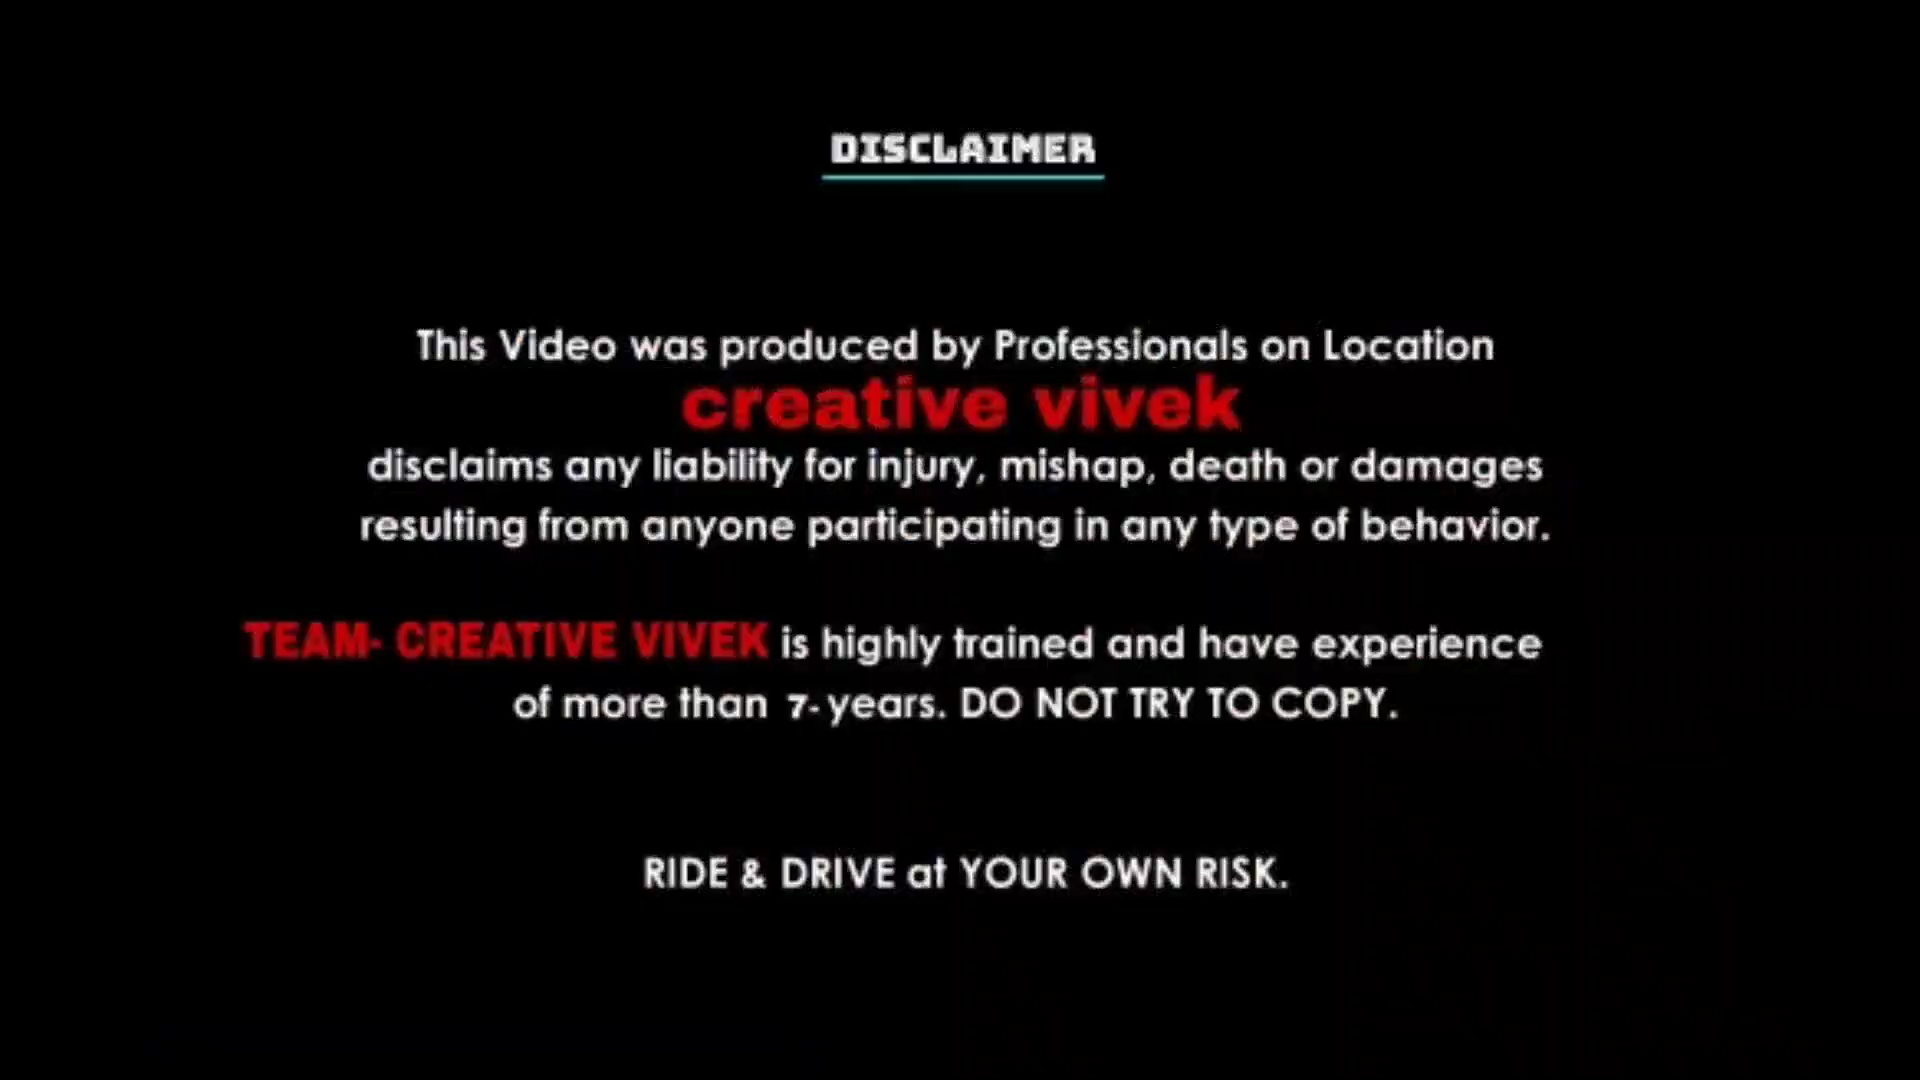 DISCLAIMER
This Video was produced by Professionals on Location
creative vivek
disclaims any liability for injury, mishap, death or damages
resulting from anyone participating in any type of behavior.
TEAM- CREATIVE VIVEK is highly trained and have experience
of more than 7-years. DO NOT TRY TO COPY.
RIDE & DRIVE at YOUR OWN RISK.